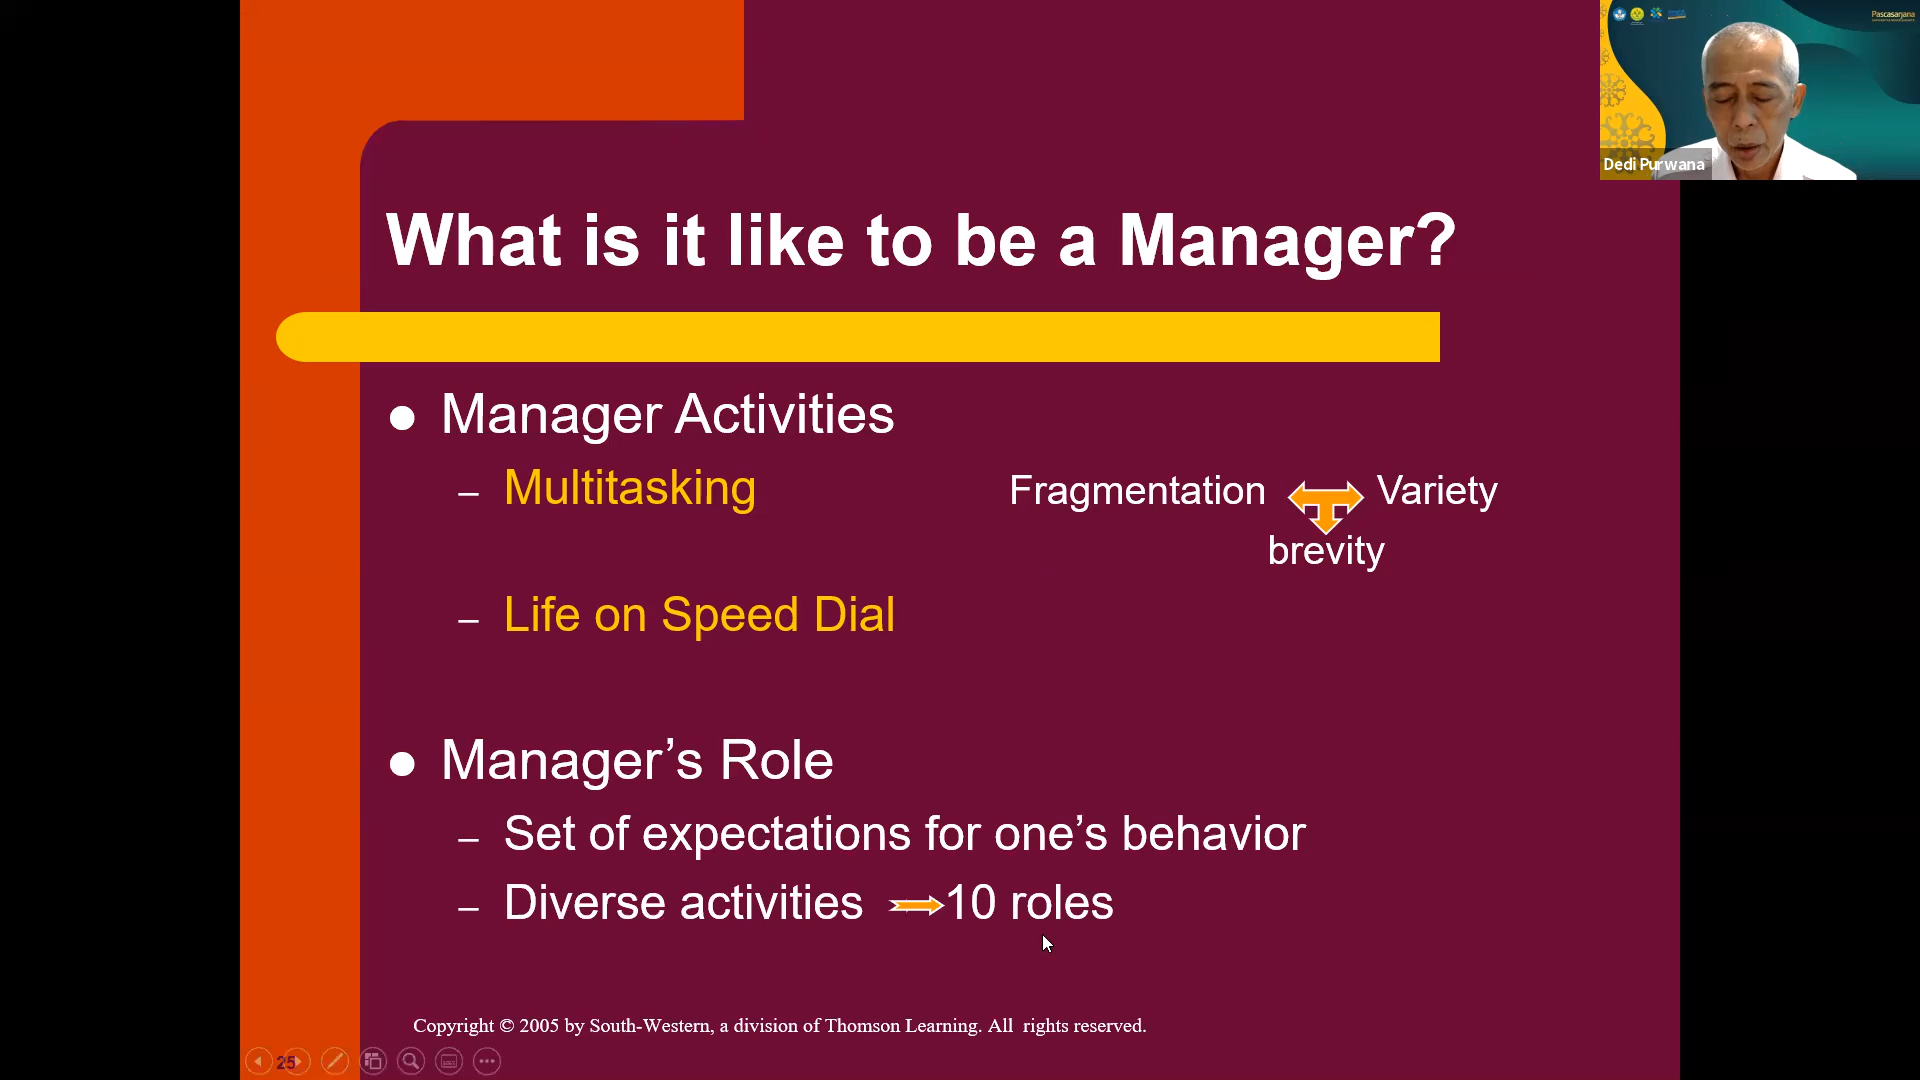 Pascasarjana
Dedi Purwana
What is it like to be a Manager?
● Manager Activities
– Multitasking
Fragmentation Variety
brevity
– Life on Speed Dial
● Manager’s Role
– Set of expectations for one’s behavior
– Diverse activities 10 roles
Copyright © 2005 by South-Western, a division of Thomson Learning. All rights reserved.
25